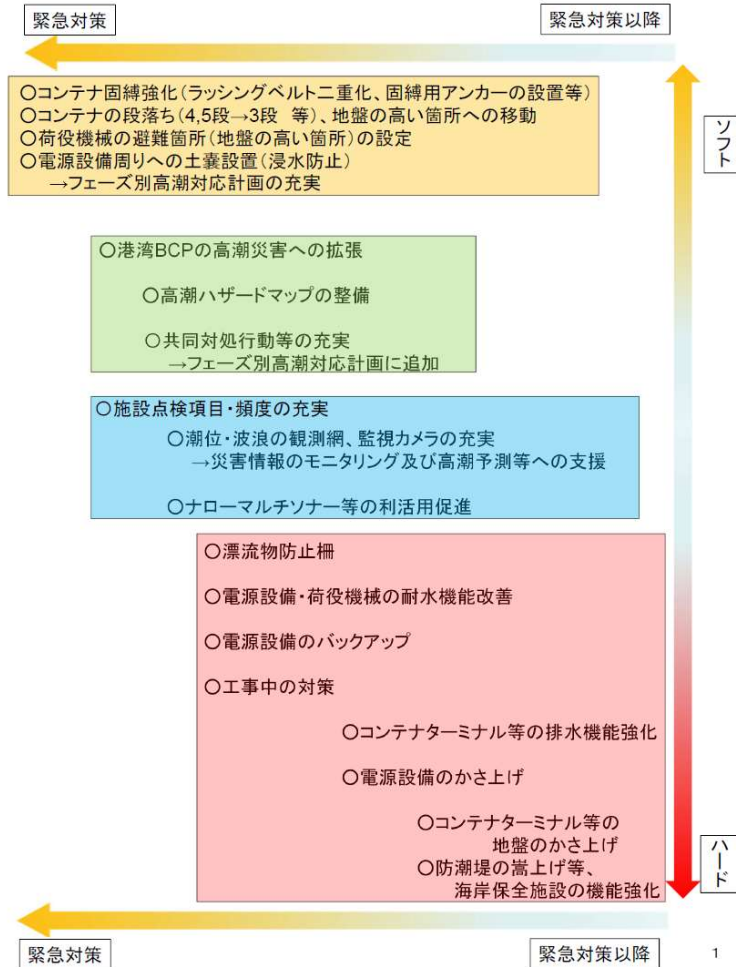 緊急対策
緊急対策以降
○コンテナ固縛強化(ラッシングベルト二重化、固縛用アンカーの設置等)
○コンテナの段落ち(4,5段→3段 等)、地盤の高い箇所への移動
○荷役機械の避難箇所(地盤の高い箇所)の設定
○電源設備周りへの土嚢設置(浸水防止)
→フェーズ別高潮対応計画の充実
ソフト
○港湾BCPの高潮災害への拡張
○高潮ハザードマップの整備
○共同対処行動等の充実
→フェーズ別高潮対応計画に追加
○施設点検項目・頻度の充実
○潮位・波浪の観測網、監視カメラの充実
→災害情報のモニタリング及び高潮予測等への支援
○ナローマルチソナー等の利活用促進
○漂流物防止柵
○電源設備・荷役機械の耐水機能改善
○電源設備のバックアップ
○工事中の対策
○コンテナターミナル等の排水機能強化
○電源設備のかさ上げ
○コンテナターミナル等の
地盤のかさ上げ
○防潮堤の嵩上げ等、
海岸保全施設の機能強化
ハード
緊急対策
緊急対策以降
1